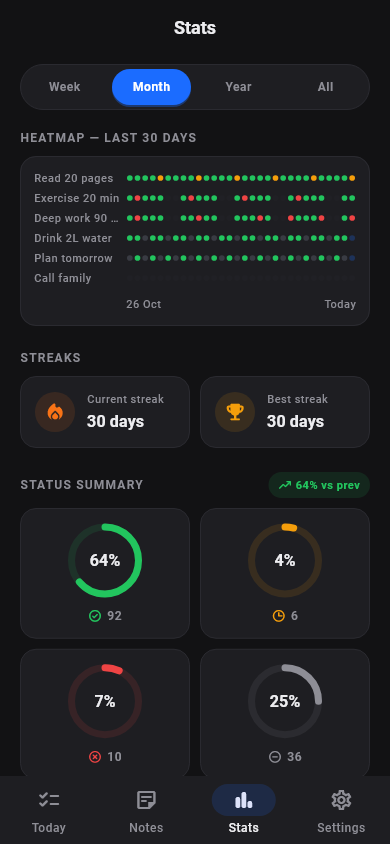 Stats
Week Month Year All
HEATMAP — LAST 30 DAYS
Read 20 pages
Exercise 20 min
Deep work 90 ...
Drink 2L water
Plan tomorrow
Call family
26 Oct Today
STREAKS
Current streak
30 days
Best streak
30 days
STATUS SUMMARY
64% vs prev
64%
92
4%
6
7%
10
25%
36
Today Notes Stats Settings